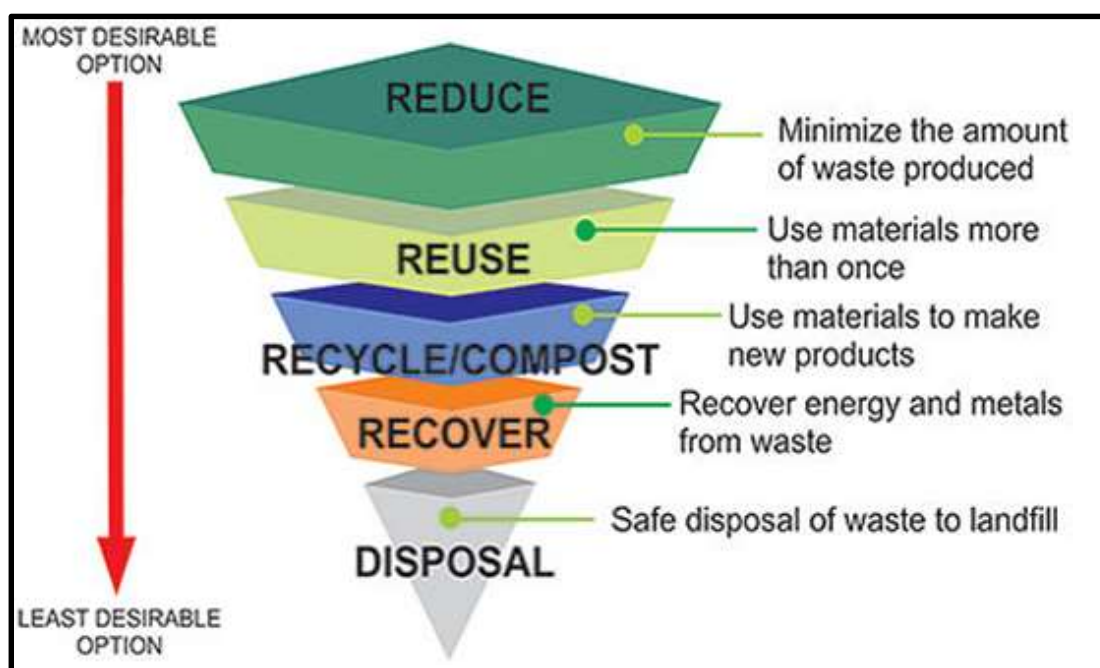 MOST DESIRABLE
OPTION
REDUCE
Minimize the amount
of waste produced
REUSE
Use materials more
than once
RECYCLE/COMPOST
Use materials to make
new products
RECOVER
Recover energy and metals
from waste
DISPOSAL
Safe disposal of waste to landfill
LEAST DESIRABLE
OPTION